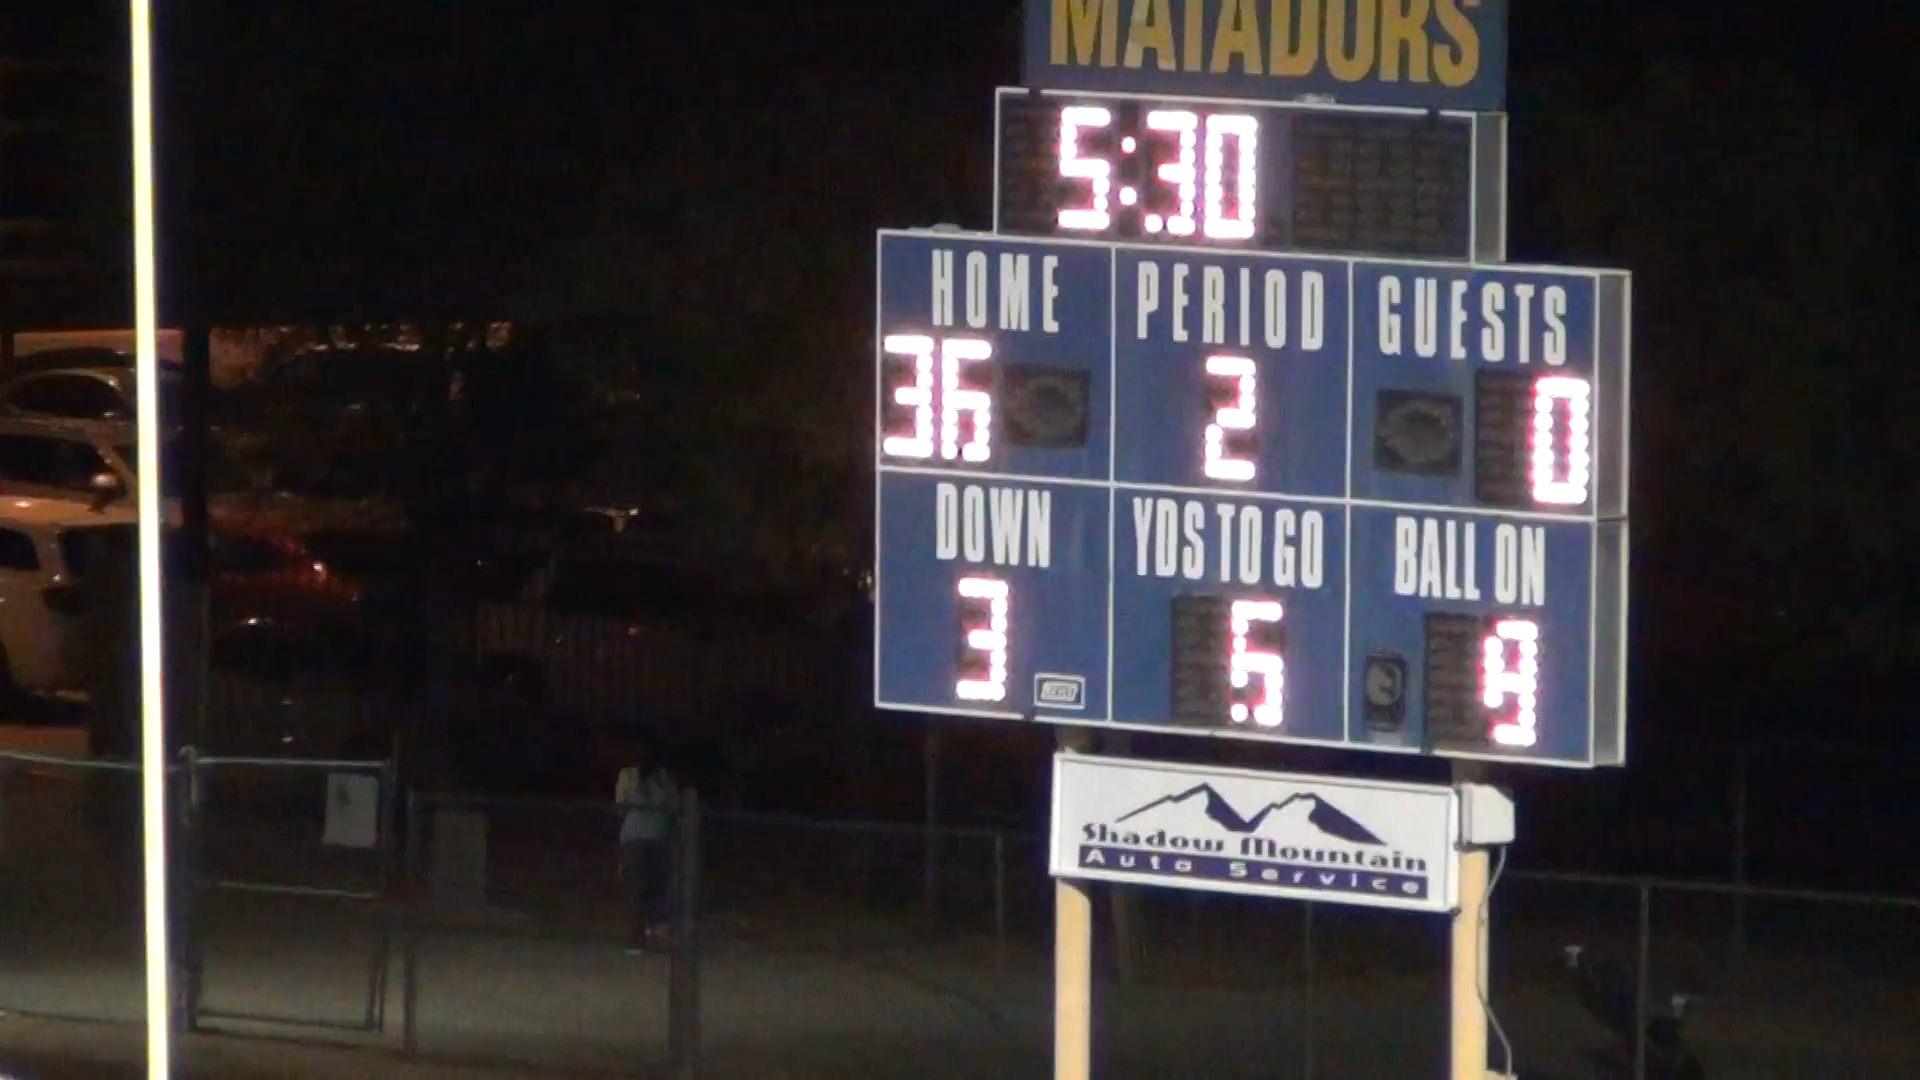 MATADORS
5:30
HOME PERIOD GUESTS
36 2 0
DOWN YDS TO GO BALL ON
3 5 9
Shadow Mountain
Auto Service